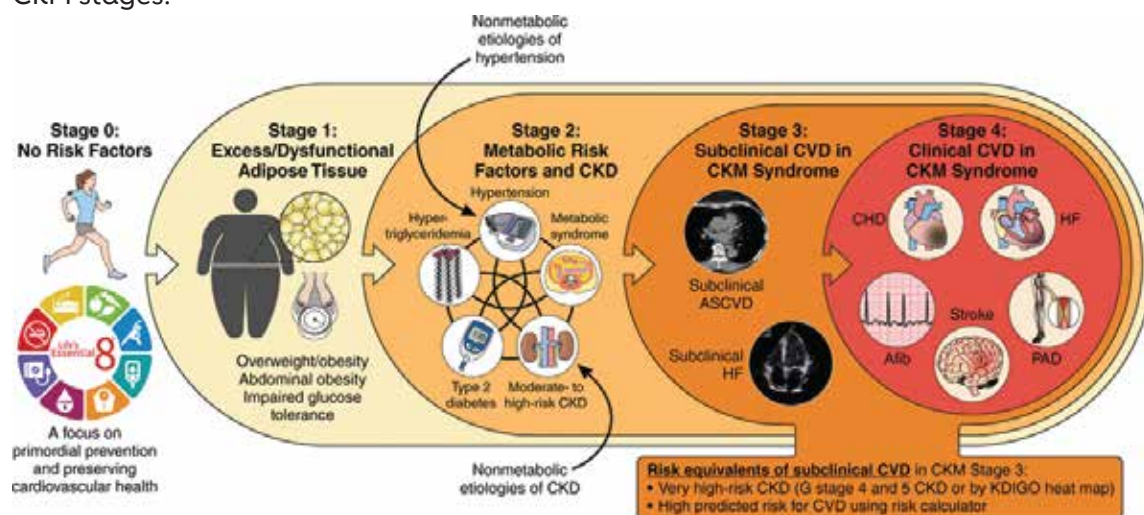 CKM stages.
Nonmetabolic
etiologies of
hypertension
Stage 0:
No Risk Factors
Life's
Essential 8
A focus on
primordial prevention
and preserving
cardiovascular health
Stage 1:
Excess/Dysfunctional
Adipose Tissue
Overweight/obesity
Abdominal obesity
Impaired glucose
tolerance
Stage 2:
Metabolic Risk
Factors and CKD
Hypertension
Hyper-
triglyceridemia
Metabolic
syndrome
Type 2
diabetes
Moderate- to
high-risk CKD
Nonmetabolic
etiologies of CKD
Stage 3:
Subclinical CVD in
CKM Syndrome
Subclinical
ASCVD
Subclinical
HF
Stage 4:
Clinical CVD in
CKM Syndrome
CHD
HF
Afib
Stroke
PAD
Risk equivalents of subclinical CVD in CKM Stage 3:
• Very high-risk CKD (G stage 4 and 5 CKD or by KDIGO heat map)
• High predicted risk for CVD using risk calculator